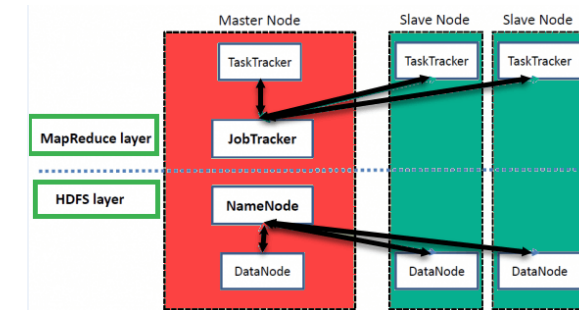 Master Node
Slave Node
Slave Node
TaskTracker
TaskTracker
TaskTracker
MapReduce layer
JobTracker
HDFS layer
NameNode
DataNode
DataNode
DataNode